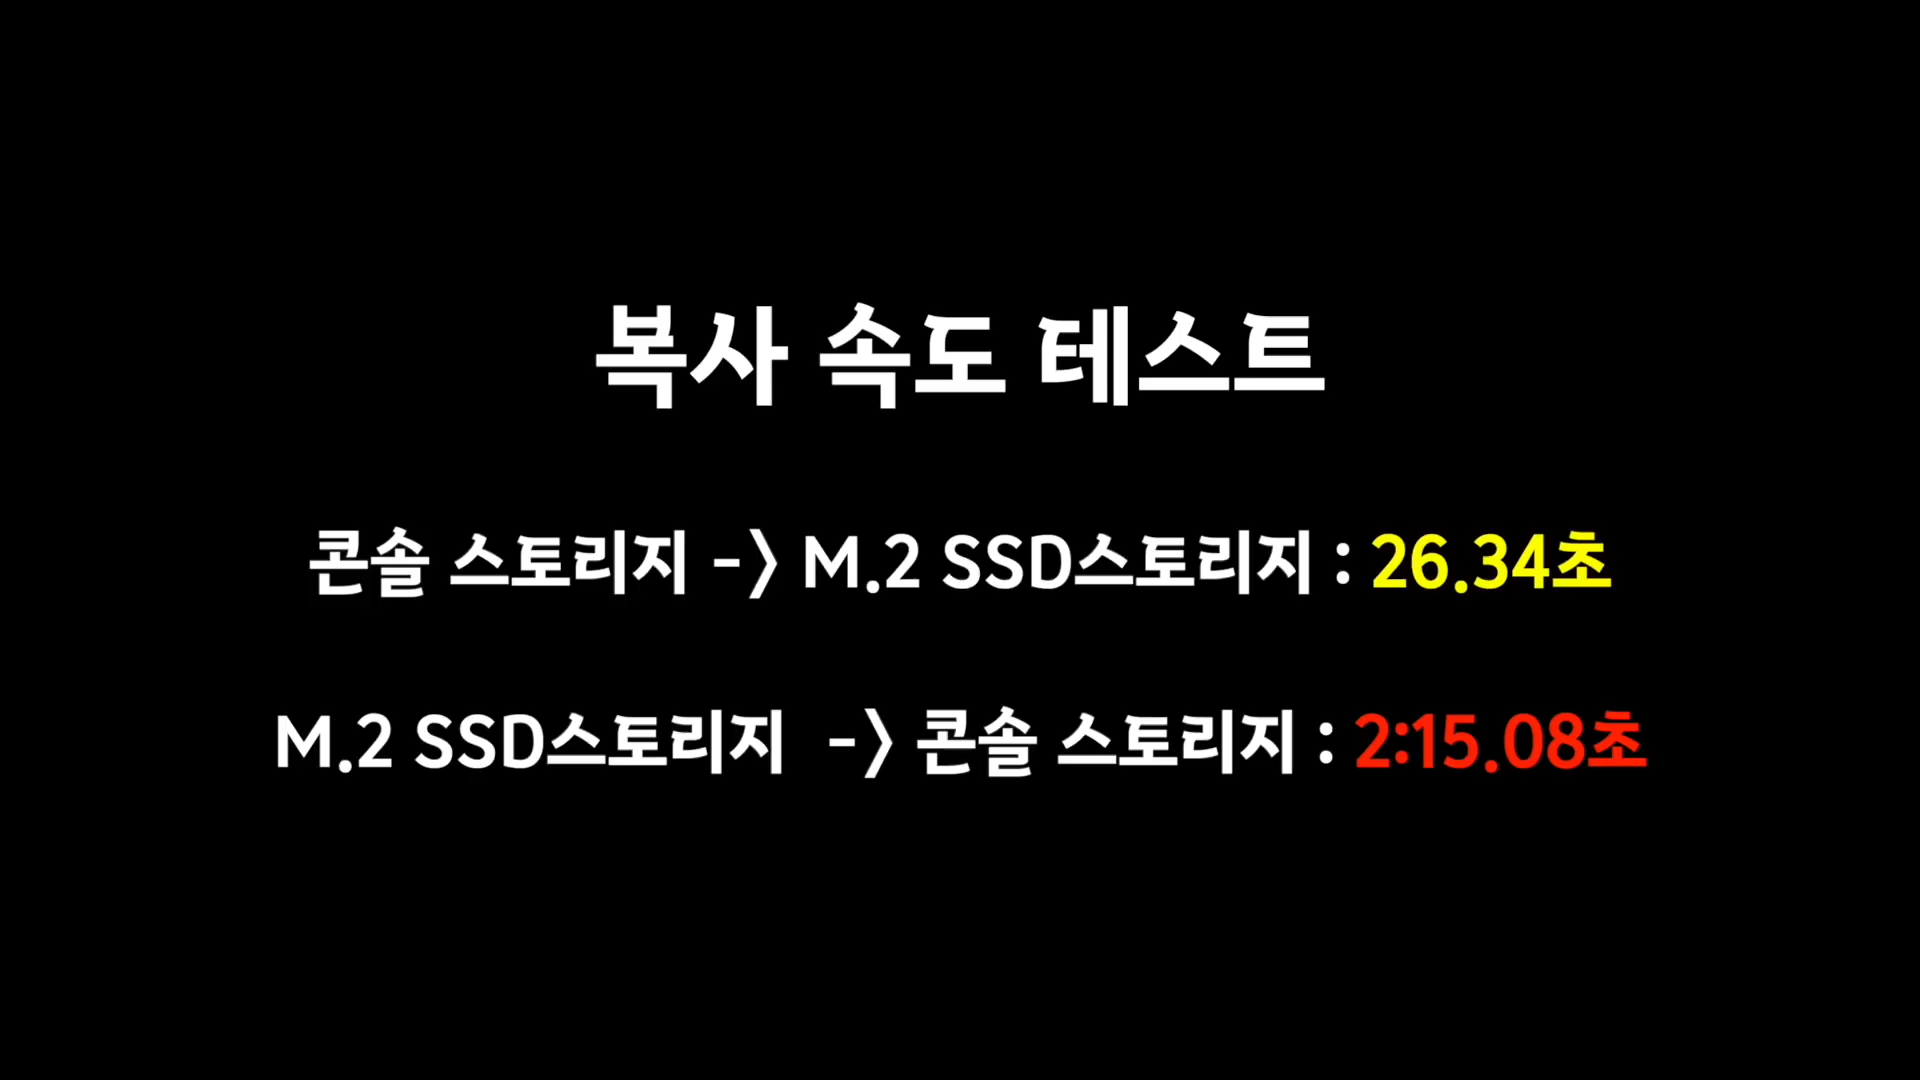 복사 속도 테스트
콘솔 스토리지 -> M.2 SSD스토리지 : 26.34초
M.2 SSD스토리지 -> 콘솔 스토리지 : 2:15.08초